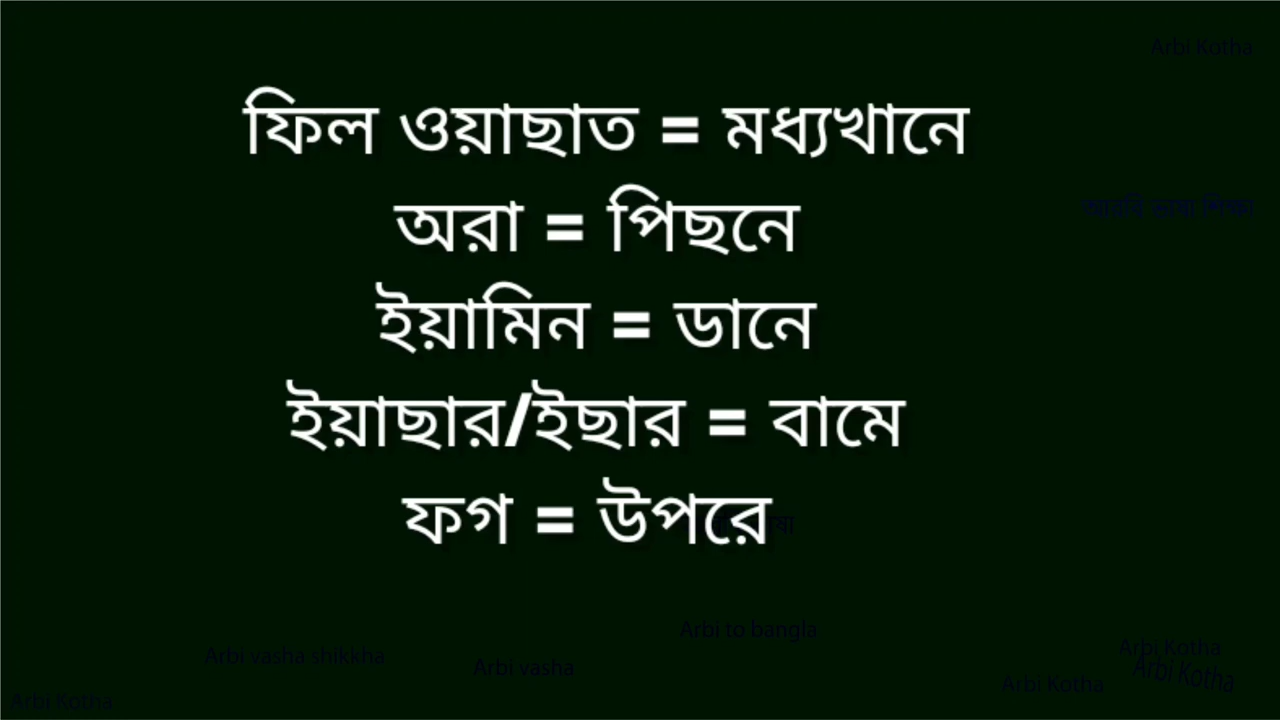 Arbi Kotha
ফিল ওয়াছাত = মধ্যখানে
অরা = পিছনে
আরবি ভাষা শিক্ষা
ইয়ামিন = ডানে
ইয়াছার/ইছার = বামে
ফগ = উপরে
Arbi to bangla
Arbi vasha shikkha
Arbi vasha
Arbi Kotha
Arbi Kotha
Arbi Kotha
Arbi Kotha